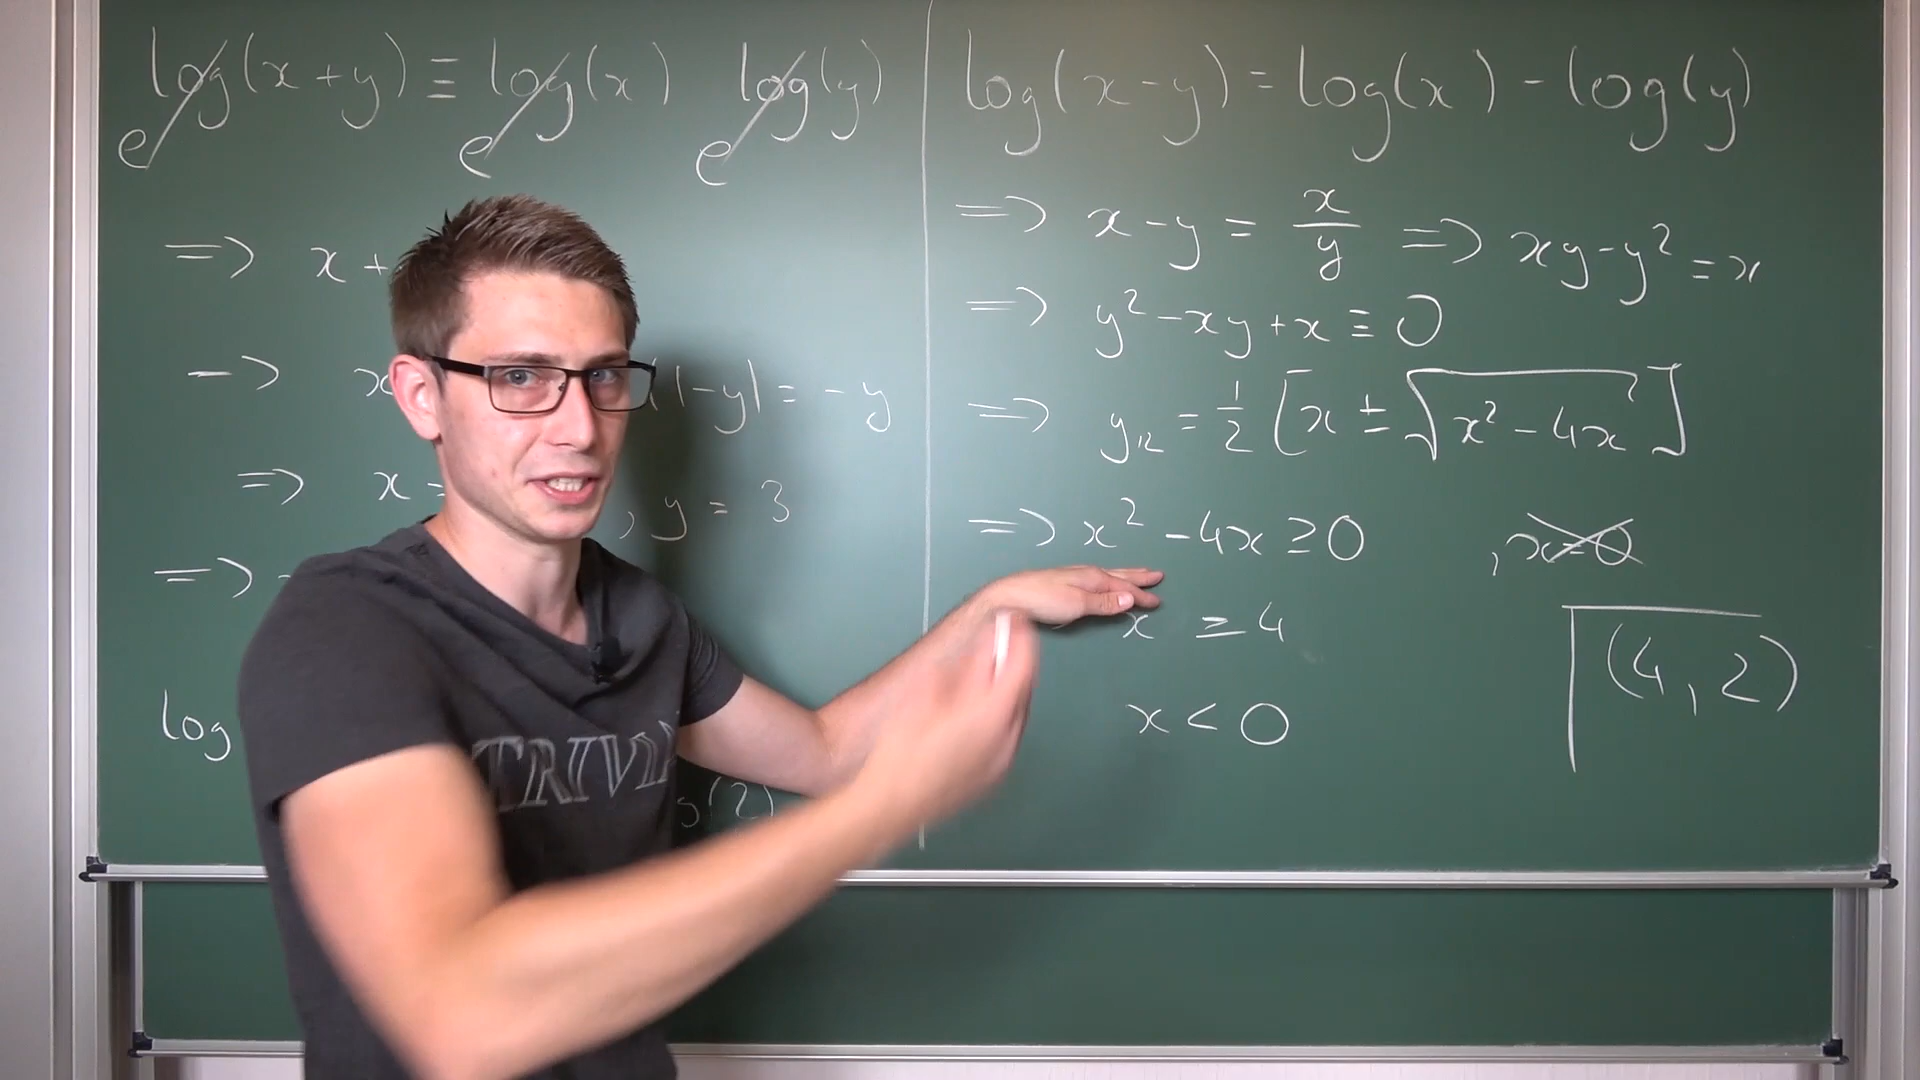 log(x+y) ≡ log(x) log(y)
e e e
=> x +
-> x (1-y) = -y
=> x = , y = 3
=> -
log
g(2)
log(x-y) = log(x) - log(y)
=> x-y = x/y => xy-y² = x
=> y²-xy+x ≡ 0
=> y₁₂ = 1/2 [x ± √(x²-4x)]
=> x² -4x ≥ 0 , x=0
x ≥ 4
(4, 2)
x < 0
TRIVI